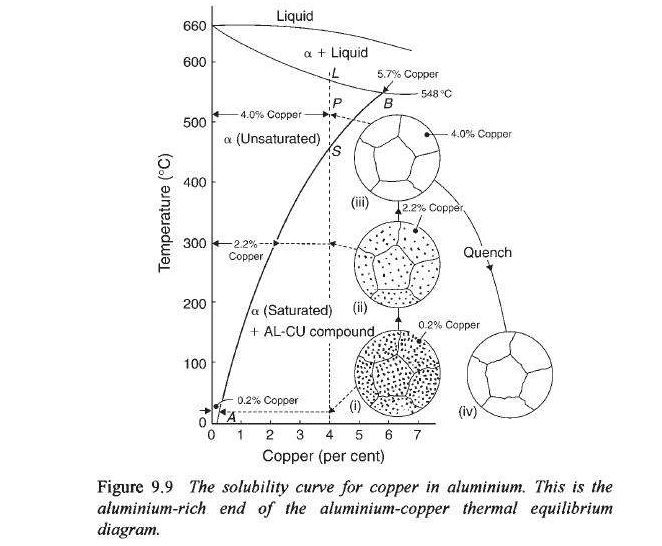 Liquid
660
α + Liquid
600
L
5.7% Copper
548 °C
P
B
4.0% Copper
500
α (Unsaturated)
4.0% Copper
S
400
(iii)
2.2% Copper
Temperature (°C)
300
2.2%
Copper
Quench
200
α (Saturated)
+ AL-CU compound
(ii)
0.2% Copper
100
0.2% Copper
(i)
(iv)
0
A
0 1 2 3 4 5 6 7
Copper (per cent)
Figure 9.9 The solubility curve for copper in aluminium. This is the
aluminium-rich end of the aluminium-copper thermal equilibrium
diagram.